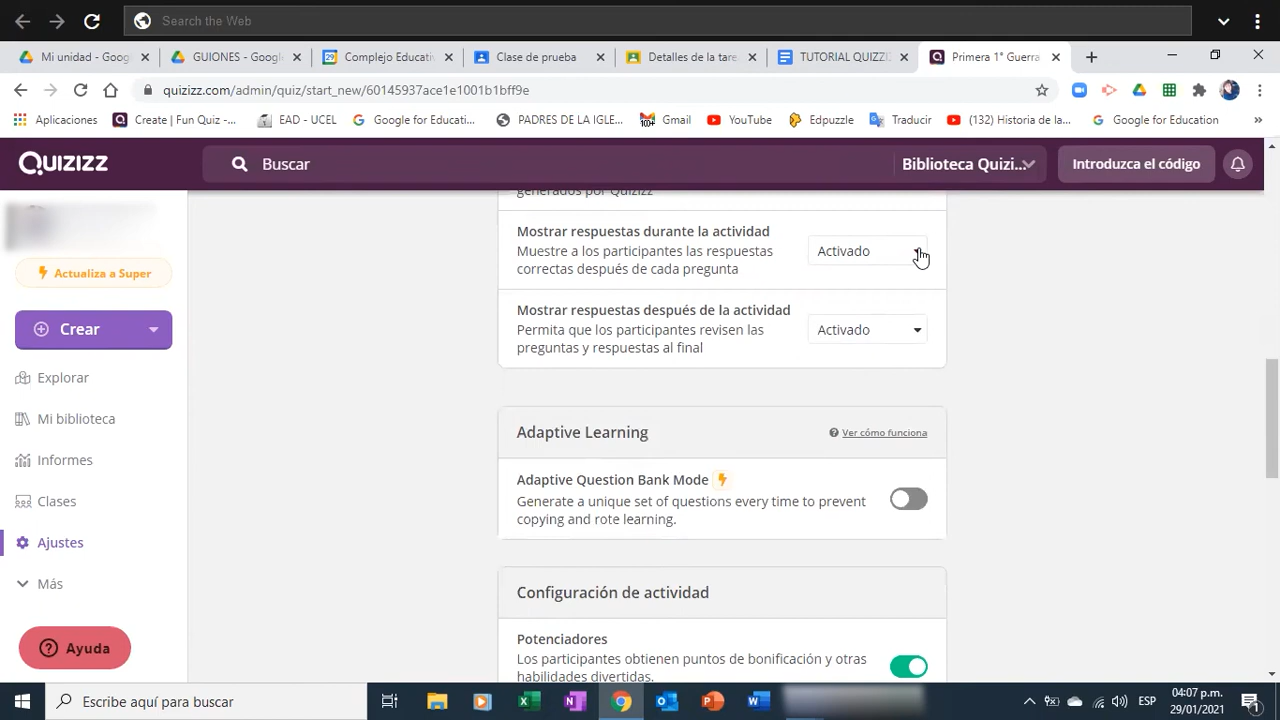 Search the Web
Mi unidad - Goog
GUIONES - Google
Complejo Educativ
Clase de prueba
Detalles de la tare
TUTORIAL QUIZZI
Primera 1° Guerra
quizizz.com/admin/quiz/start_new/00145937ace1e1001b1bff9e
Aplicaciones
Create | Fun Quiz -...
EAD - UCEL
Google for Educati...
PADRES DE LA IGLE...
Gmail
YouTube
Edpuzzle
Traducir
(132) Historia de la...
Google for Education
QUIZIZZ
Buscar
Biblioteca Quizi...
Introduzca el código
generados por Quizizz
Mostrar respuestas durante la actividad
Muestre a los participantes las respuestas
correctas después de cada pregunta
Activado
Mostrar respuestas después de la actividad
Permita que los participantes revisen las
preguntas y respuestas al final
Activado
Adaptive Learning
Ver cómo funciona
Adaptive Question Bank Mode
Generate a unique set of questions every time to prevent
copying and rote learning.
Configuración de actividad
Potenciadores
Los participantes obtienen puntos de bonificación y otras
habilidades divertidas.
Actualiza a Super
Crear
Explorar
Mi biblioteca
Informes
Clases
Ajustes
Más
Ayuda
Escribe aquí para buscar
ESP
04:07 p.m.
29/01/2021